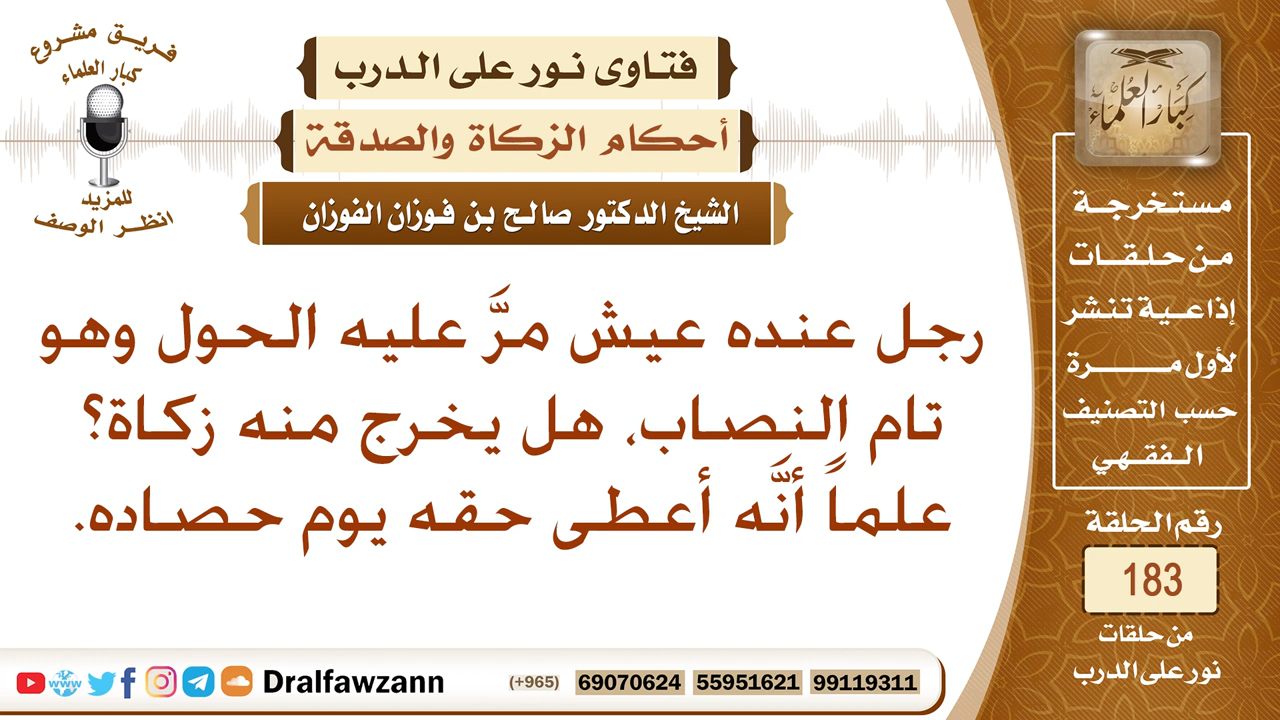 فريق مشروع
كبار العلماء
للمزيد
انظر الوصف
فتاوى نور على الدرب
أحكام الزكاة والصدقة
الشيخ الدكتور صالح بن فوزان الفوزان
رجل عنده عيش مرَّ عليه الحول وهو
تام النصاب، هل يخرج منه زكاة؟
علماً أنَّه أعطى حقه يوم حصاده.
كبار العلماء
مستخرجة
من حلقات
إذاعية تنشر
لأول مرة
حسب التصنيف
الفقهي
رقم الحلقة
183
من حلقات
نور على الدرب
www
Dralfawzann
(+965) 69070624 55951621 99119311